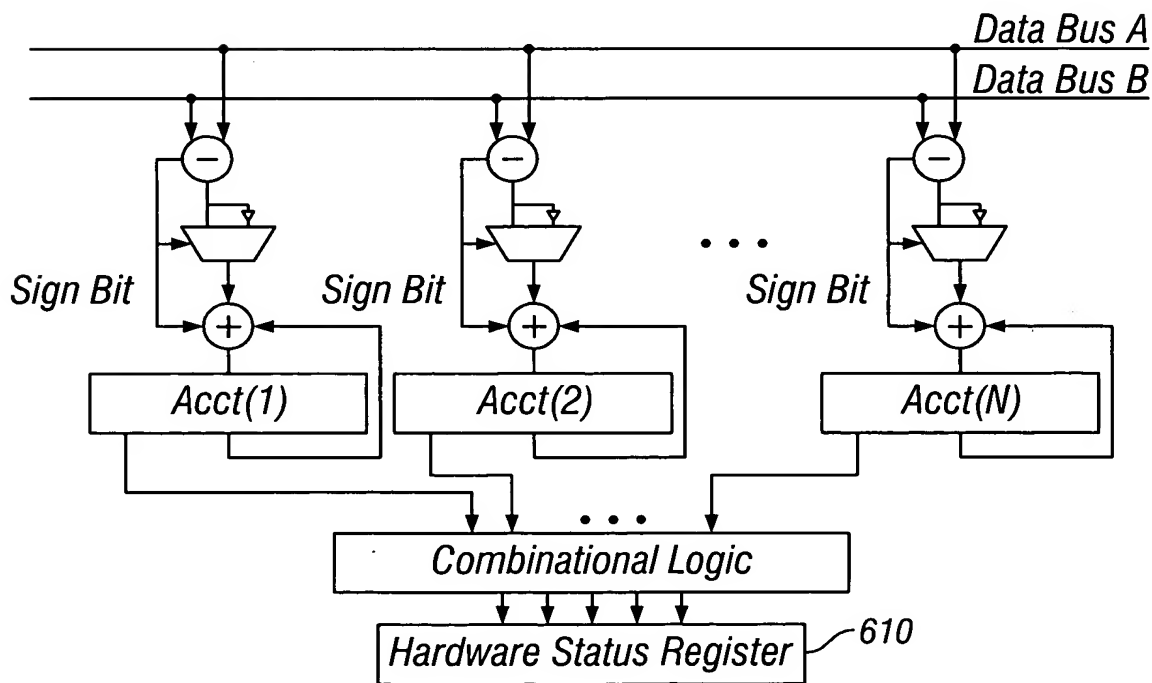 Data Bus A
Data Bus B
− − −
Sign Bit Sign Bit Sign Bit
+ + +
Acct(1) Acct(2) Acct(N)
Combinational Logic
Hardware Status Register 610